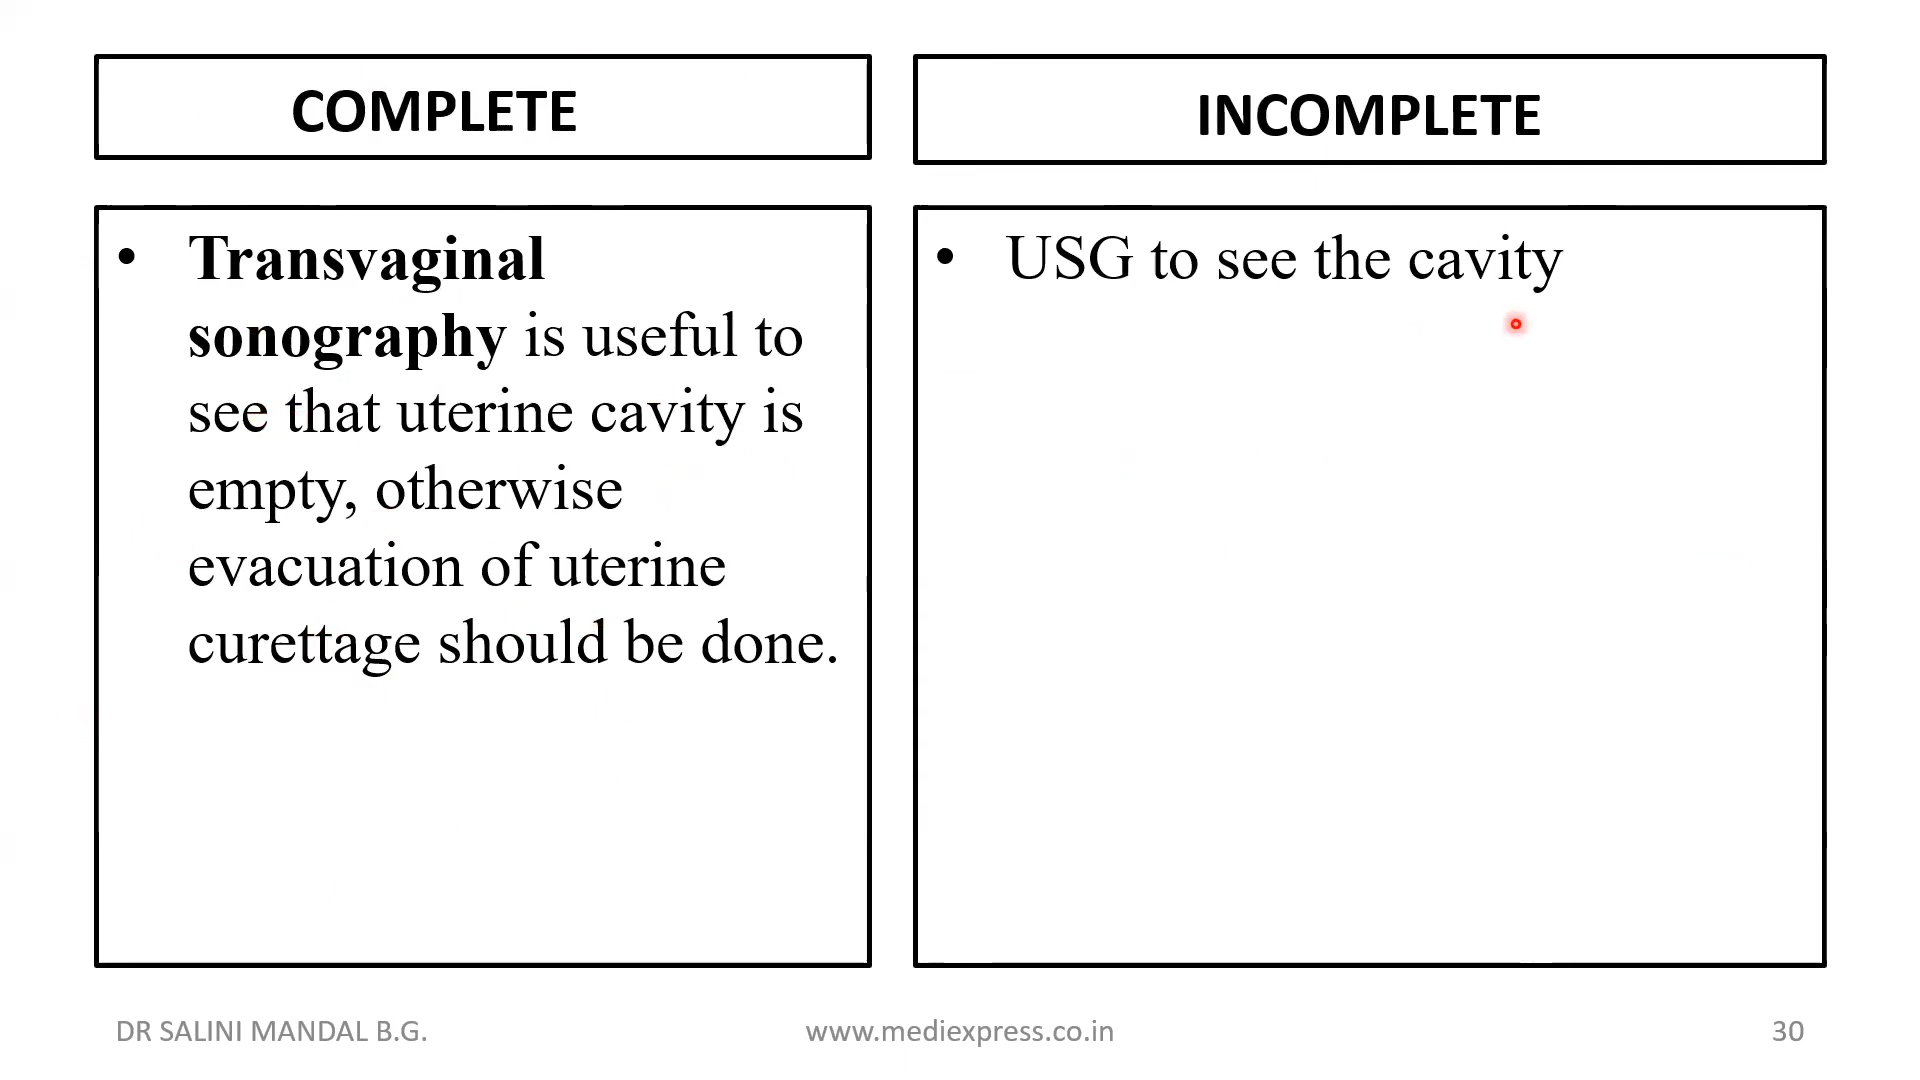 COMPLETE
INCOMPLETE
• Transvaginal
sonography is useful to
see that uterine cavity is
empty, otherwise
evacuation of uterine
curettage should be done.
• USG to see the cavity
DR SALINI MANDAL B.G.
www.mediexpress.co.in
30